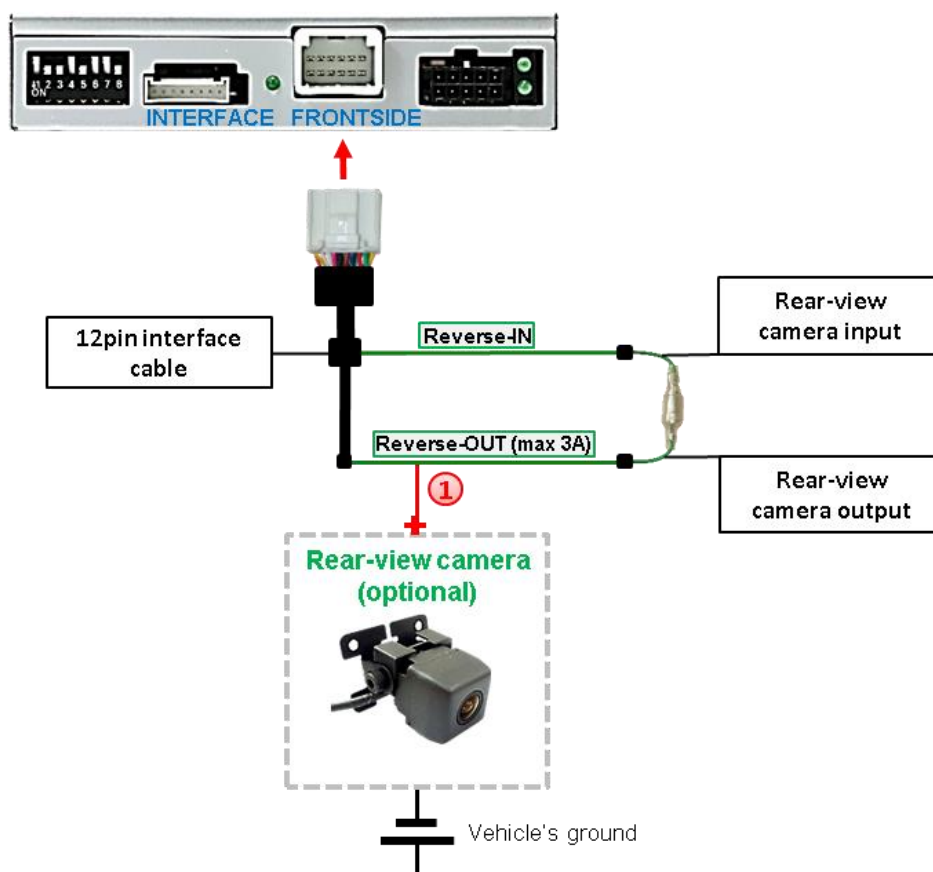 1 2 3 4 5 6 7 8
ON
INTERFACE FRONTSIDE
Rear-view
camera input
12pin interface
cable
Reverse-IN
Reverse-OUT (max 3A)
Rear-view
camera output
1
+
Rear-view camera
(optional)
Vehicle's ground